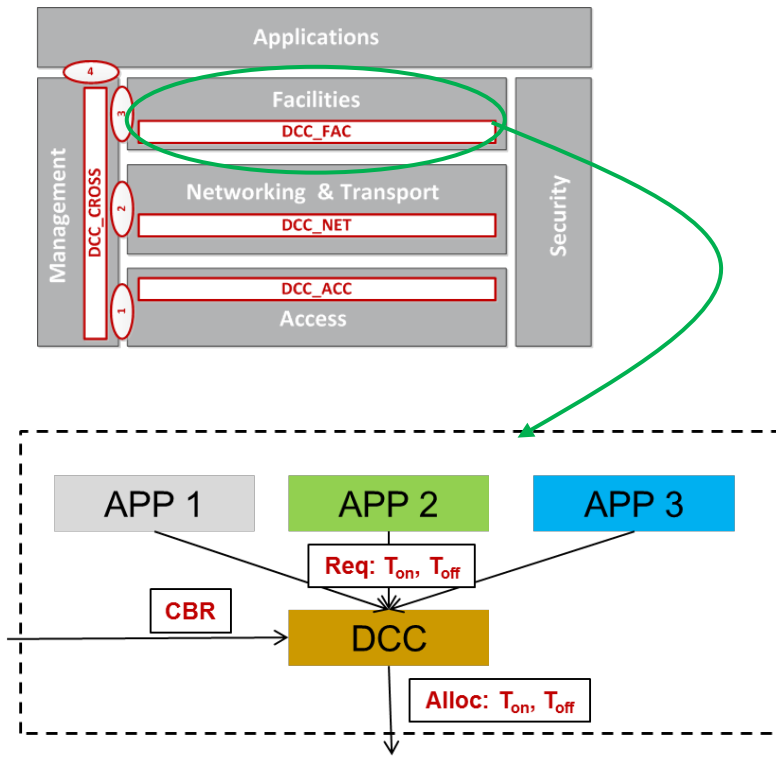 Applications
4
Facilities
3
DCC_FAC
Management
DCC_CROSS
Networking & Transport
2
DCC_NET
Security
DCC_ACC
1
Access
APP 1
APP 2
APP 3
Req: Ton, Toff
CBR
DCC
Alloc: Ton, Toff